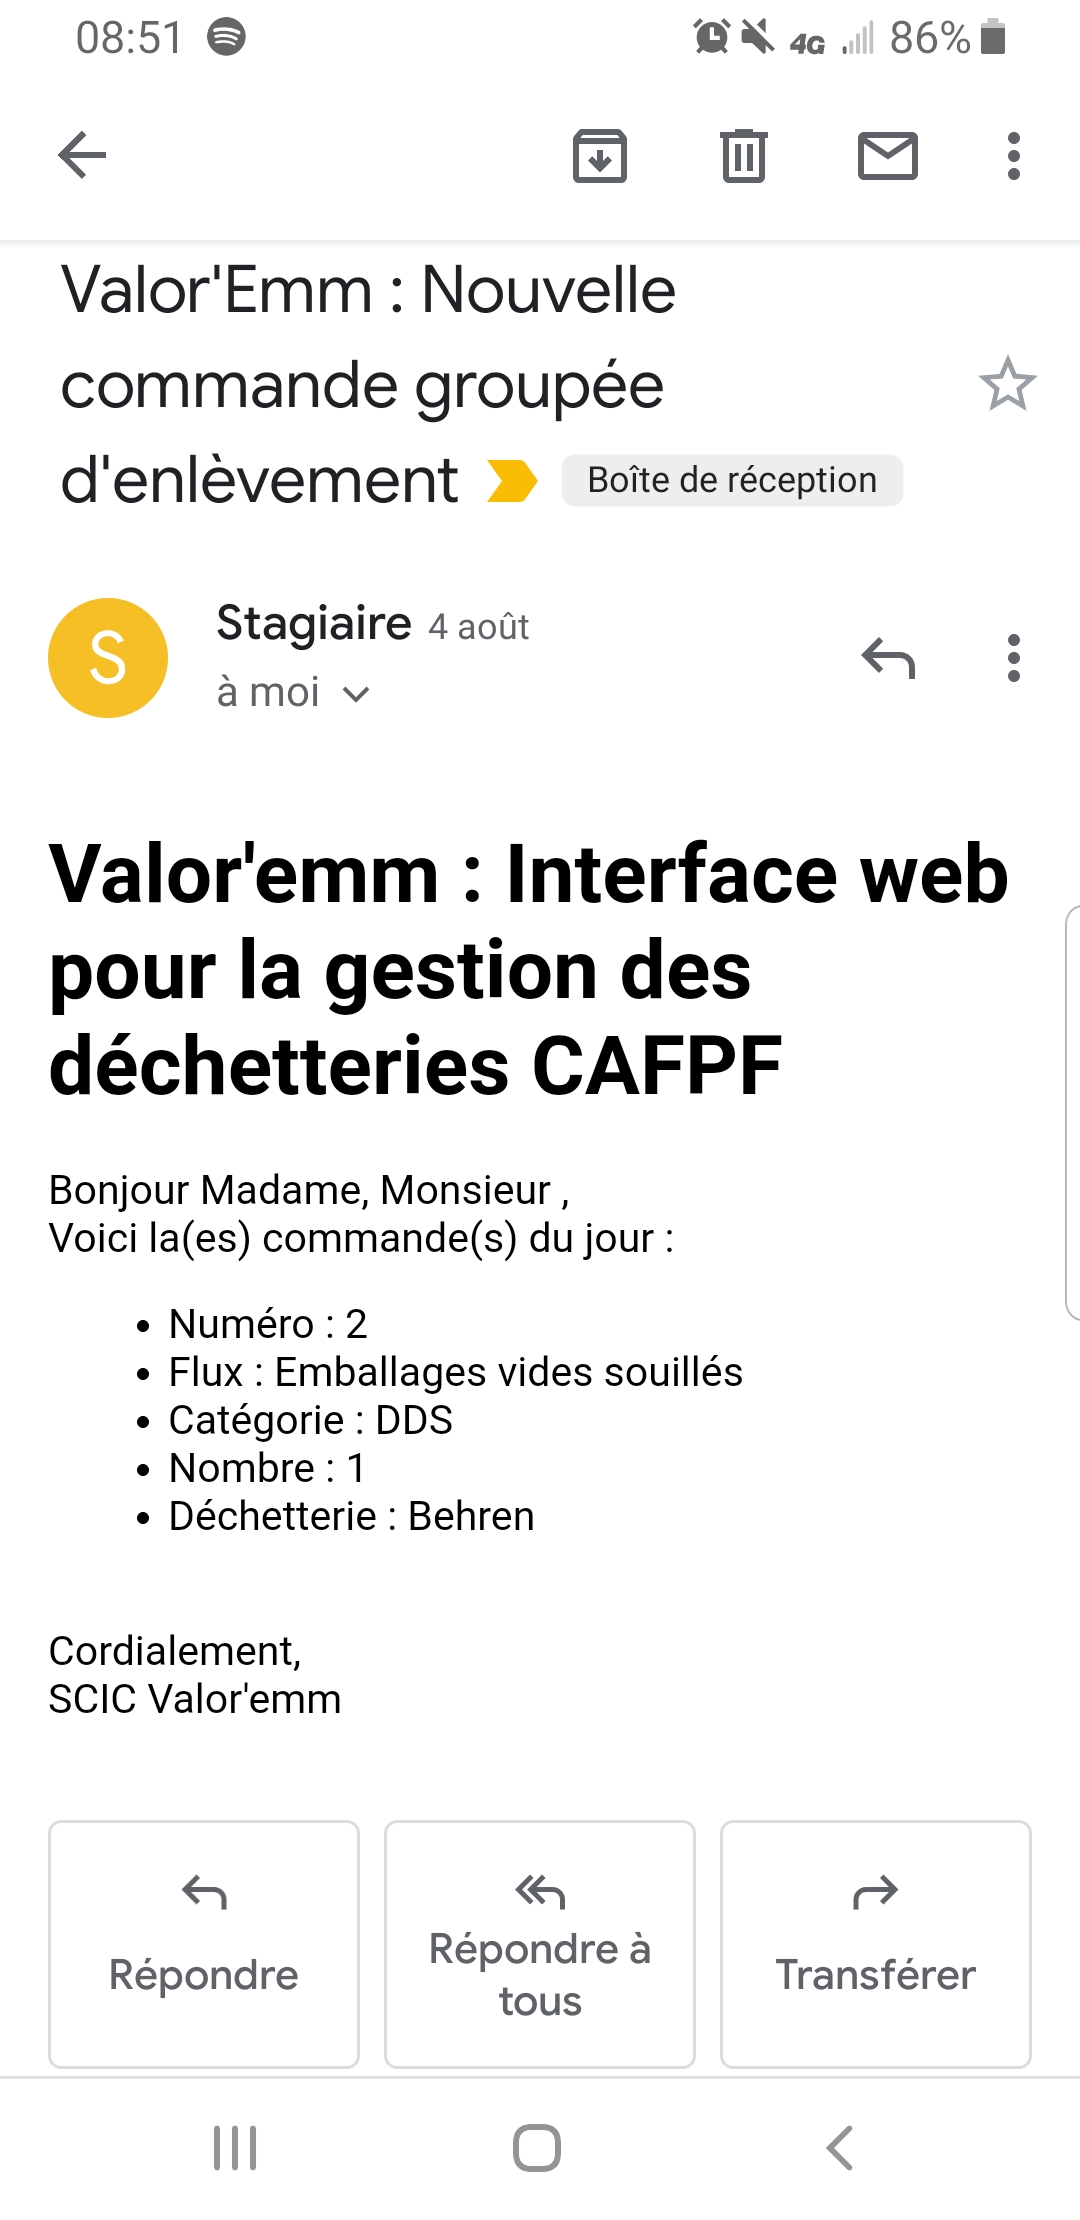 08:51
4G 86%
Valor'Emm : Nouvelle
commande groupée
d'enlèvement Boîte de réception
S
Stagiaire 4 août
à moi
Valor'emm : Interface web
pour la gestion des
déchetteries CAFPF
Bonjour Madame, Monsieur ,
Voici la(es) commande(s) du jour :
• Numéro : 2
• Flux : Emballages vides souillés
• Catégorie : DDS
• Nombre : 1
• Déchetterie : Behren
Cordialement,
SCIC Valor'emm
Répondre
Répondre à
tous
Transférer